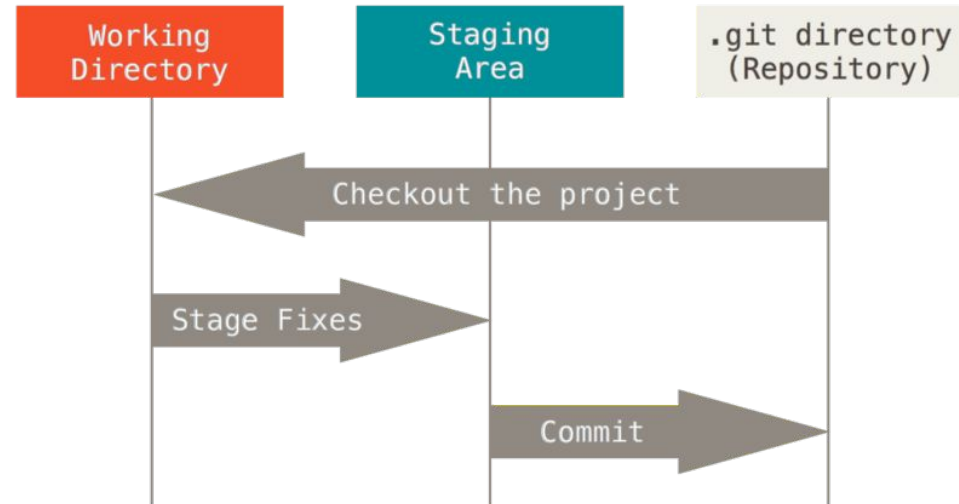 Working
Directory
Staging
Area
.git directory
(Repository)
Checkout the project
Stage Fixes
Commit